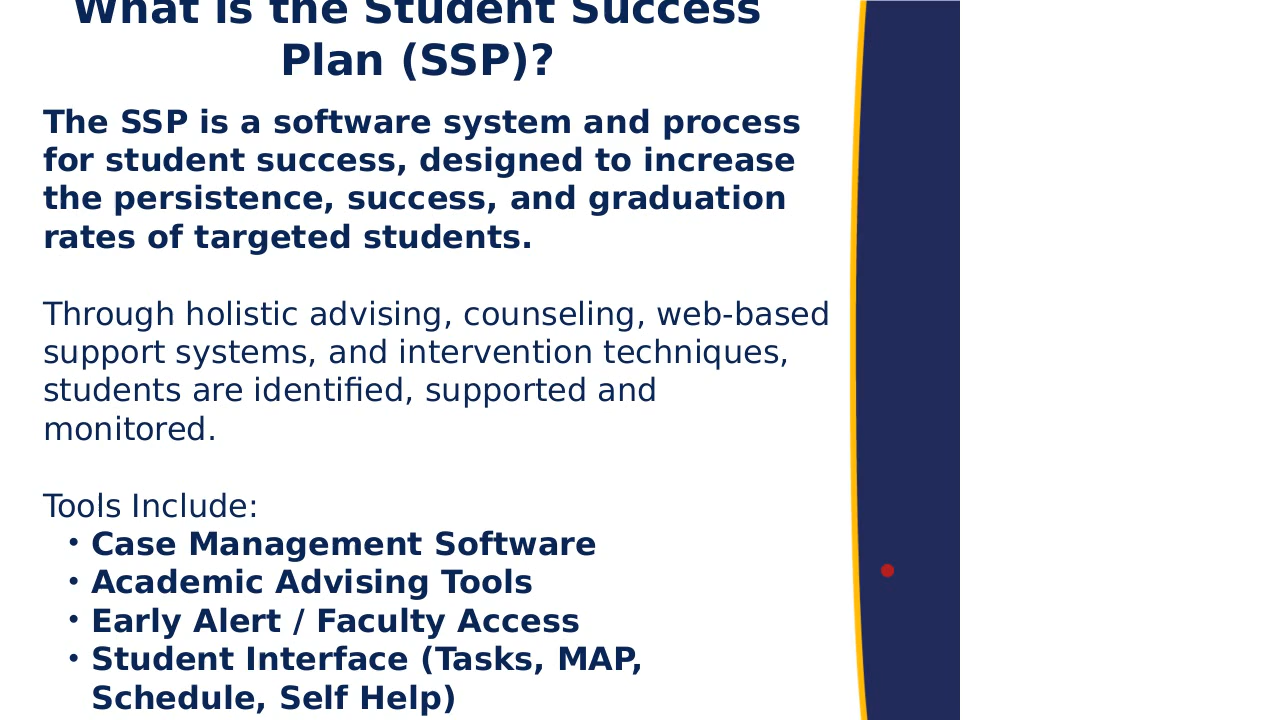 What is the Student Success
Plan (SSP)?
The SSP is a software system and process
for student success, designed to increase
the persistence, success, and graduation
rates of targeted students.
Through holistic advising, counseling, web-based
support systems, and intervention techniques,
students are identified, supported and
monitored.
Tools Include:
• Case Management Software
• Academic Advising Tools
• Early Alert / Faculty Access
• Student Interface (Tasks, MAP,
Schedule, Self Help)